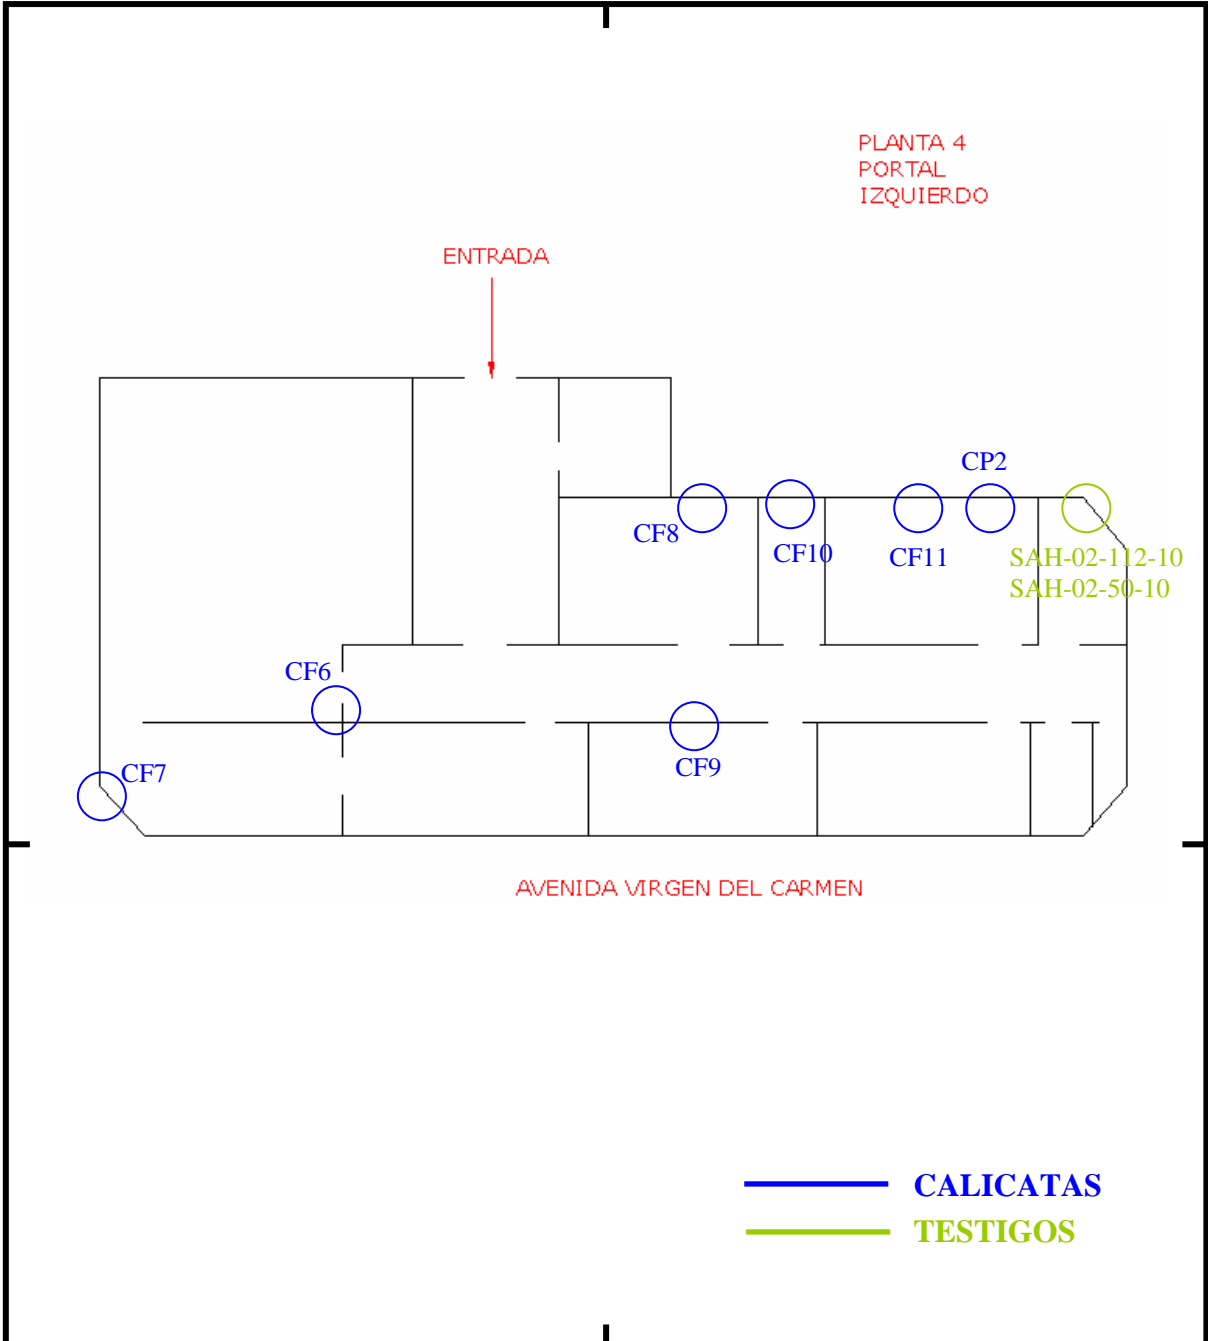 PLANTA 4
PORTAL
IZQUIERDO
ENTRADA
CP2
CF8
CF10
CF11
SAH-02-112-10
SAH-02-50-10
CF6
CF7
CF9
AVENIDA VIRGEN DEL CARMEN
CALICATAS
TESTIGOS